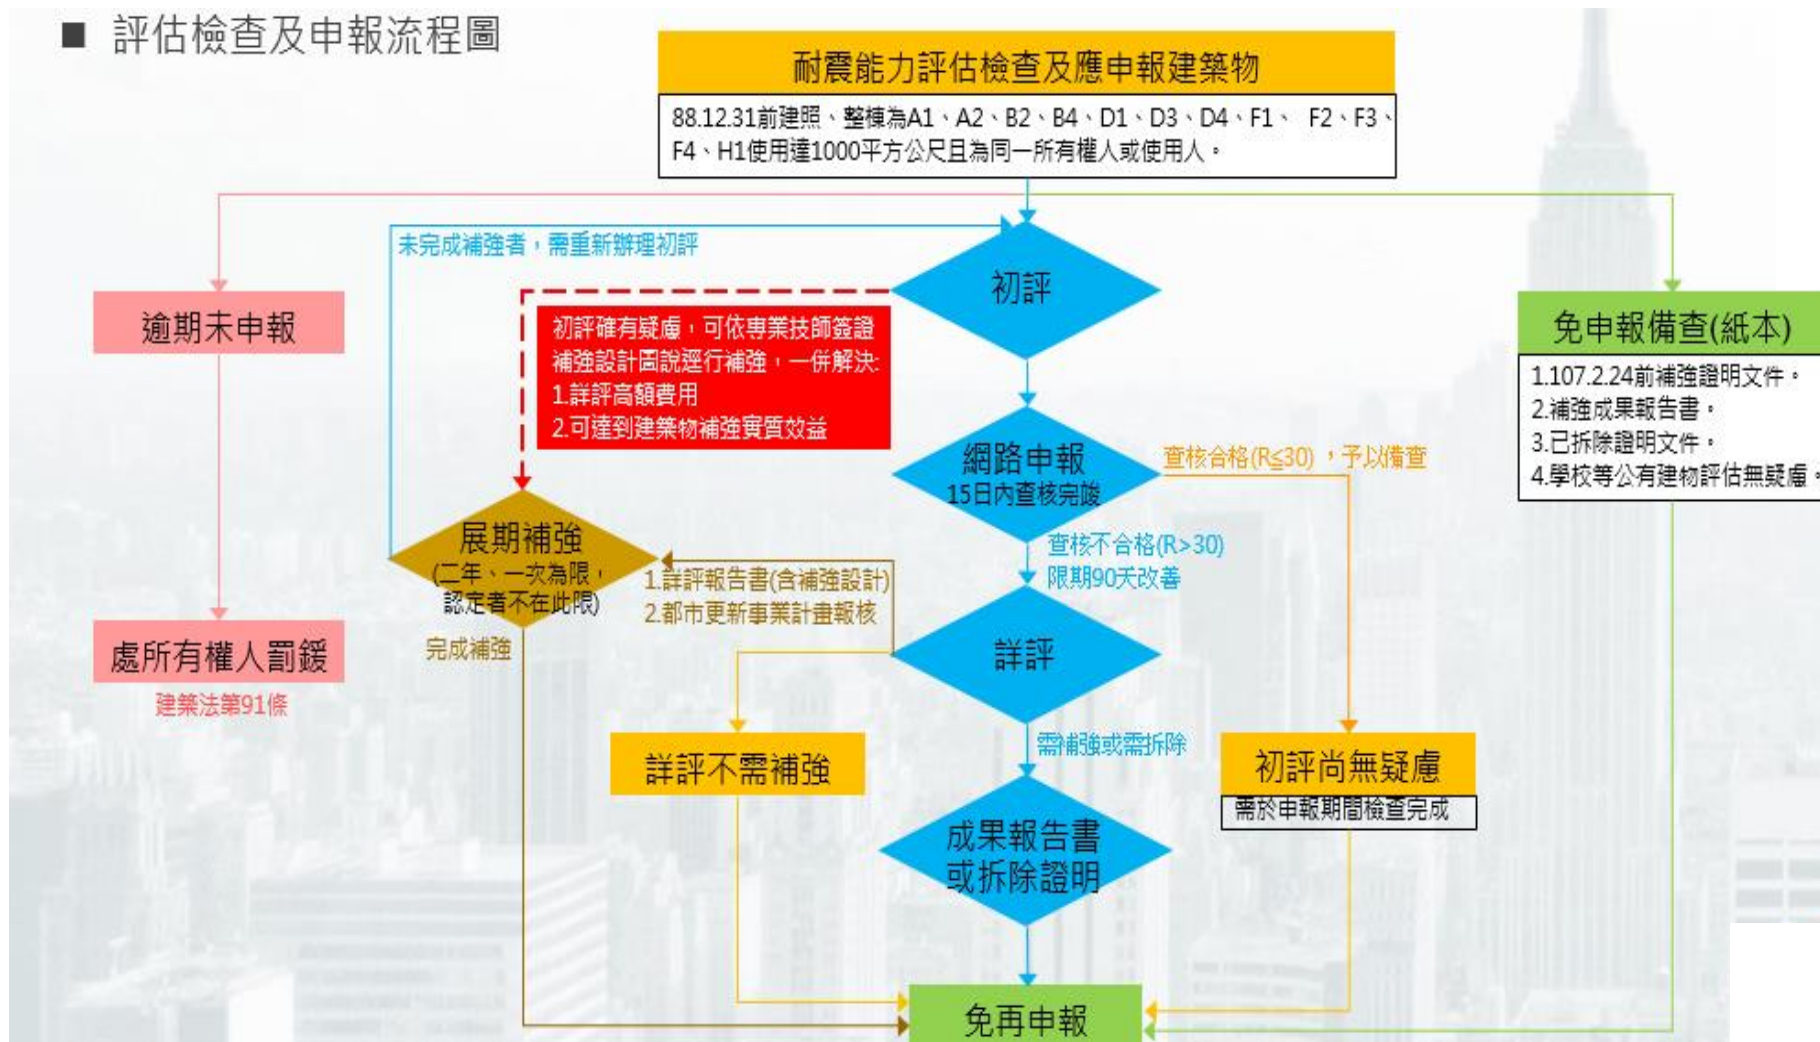 ■ 評估檢查及申報流程圖
耐震能力評估檢查及應申報建築物
88.12.31前建照、整棟為A1、A2、B2、B4、D1、D3、D4、F1、 F2、F3、
F4、H1使用達1000平方公尺且為同一所有權人或使用人。
未完成補強者，需重新辦理初評
初評
逾期未申報
初評確有疑慮，可依專業技師簽證
補強設計圖說逕行補強，一併解決:
1.詳評高額費用
2.可達到建築物補強實質效益
免申報備查(紙本)
1.107.2.24前補強證明文件。
2.補強成果報告書。
3.已拆除證明文件。
4.學校等公有建物評估無疑慮。
網路申報
15日內查核完竣
查核合格(R≦30) ，予以備查
展期補強
(二年、一次為限，
認定者不在此限)
查核不合格(R>30)
限期90天改善
1.詳評報告書(含補強設計)
2.都市更新事業計畫報核
完成補強
處所有權人罰鍰
建築法第91條
詳評
詳評不需補強
需補強或需拆除
初評尚無疑慮
需於申報期間檢查完成
成果報告書
或拆除證明
免再申報